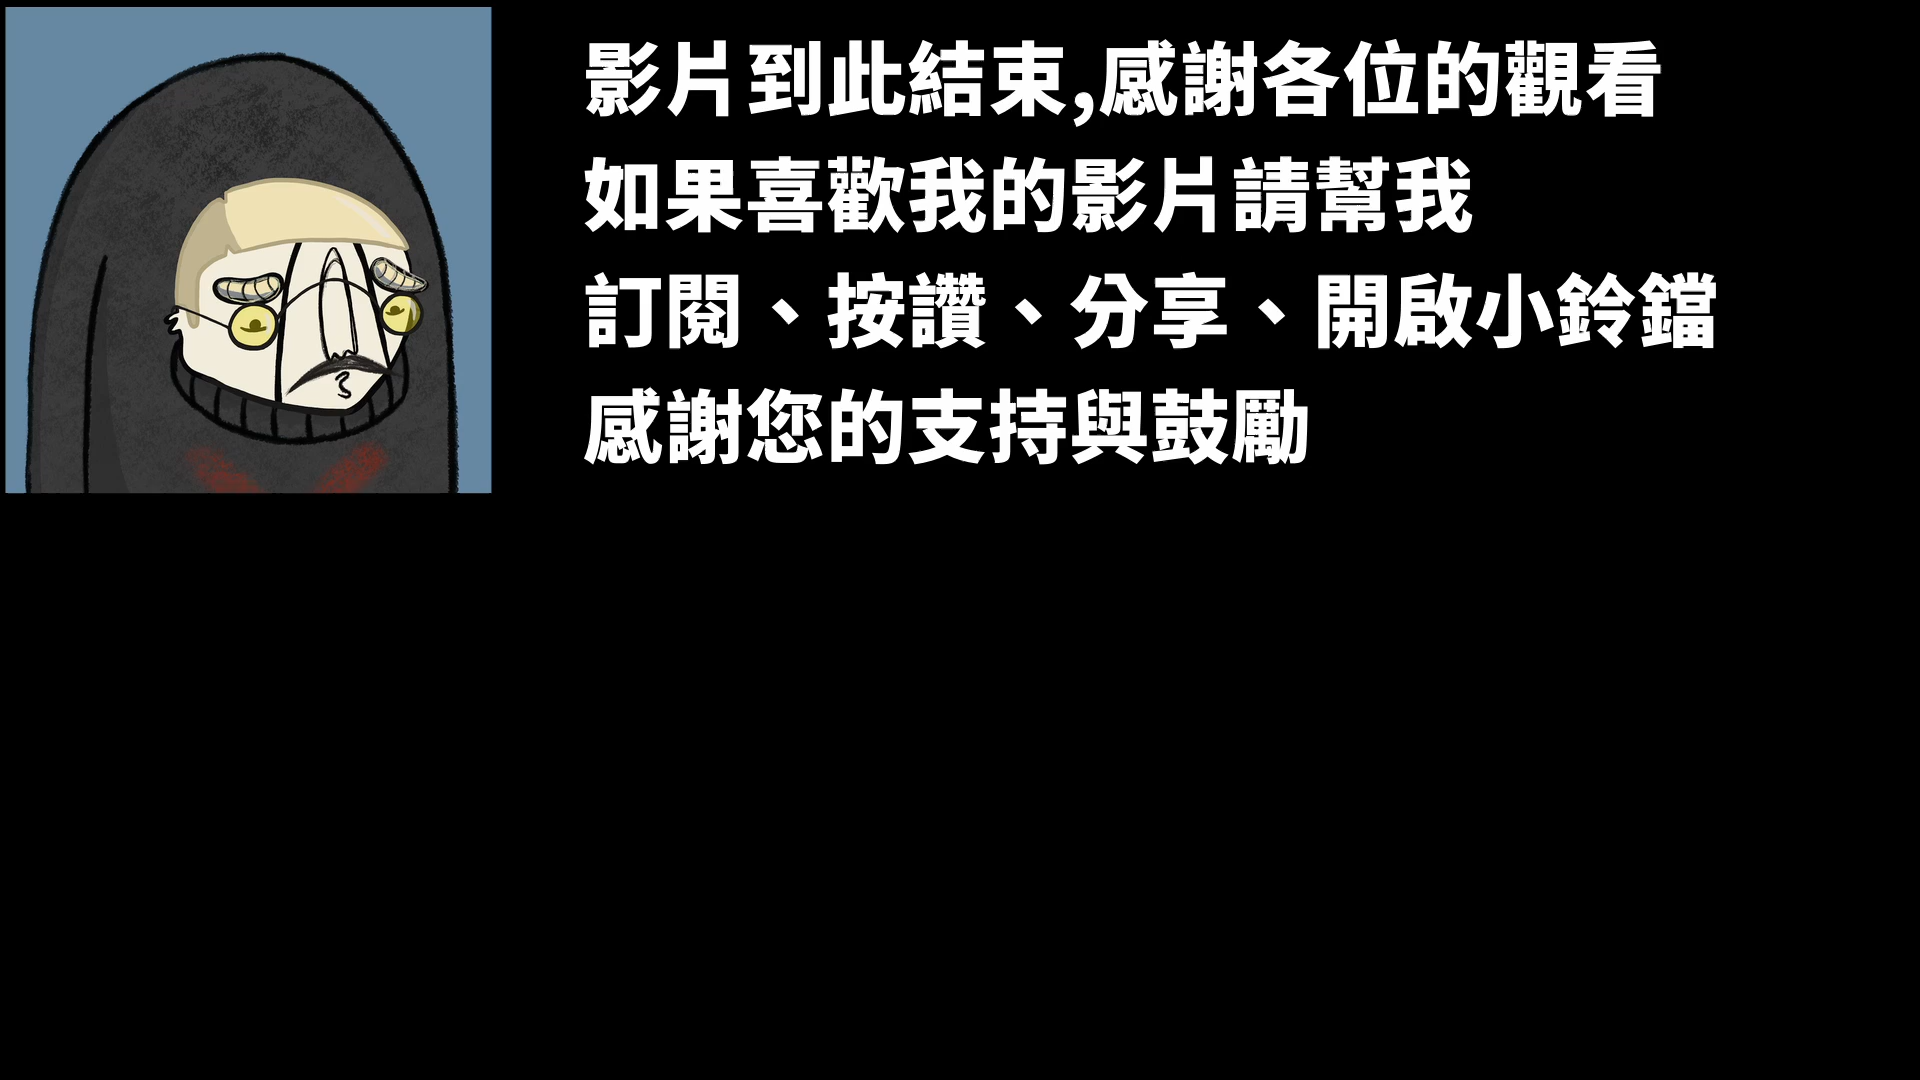 影片到此結束,感謝各位的觀看
如果喜歡我的影片請幫我
訂閱、按讚、分享、開啟小鈴鐺
感謝您的支持與鼓勵